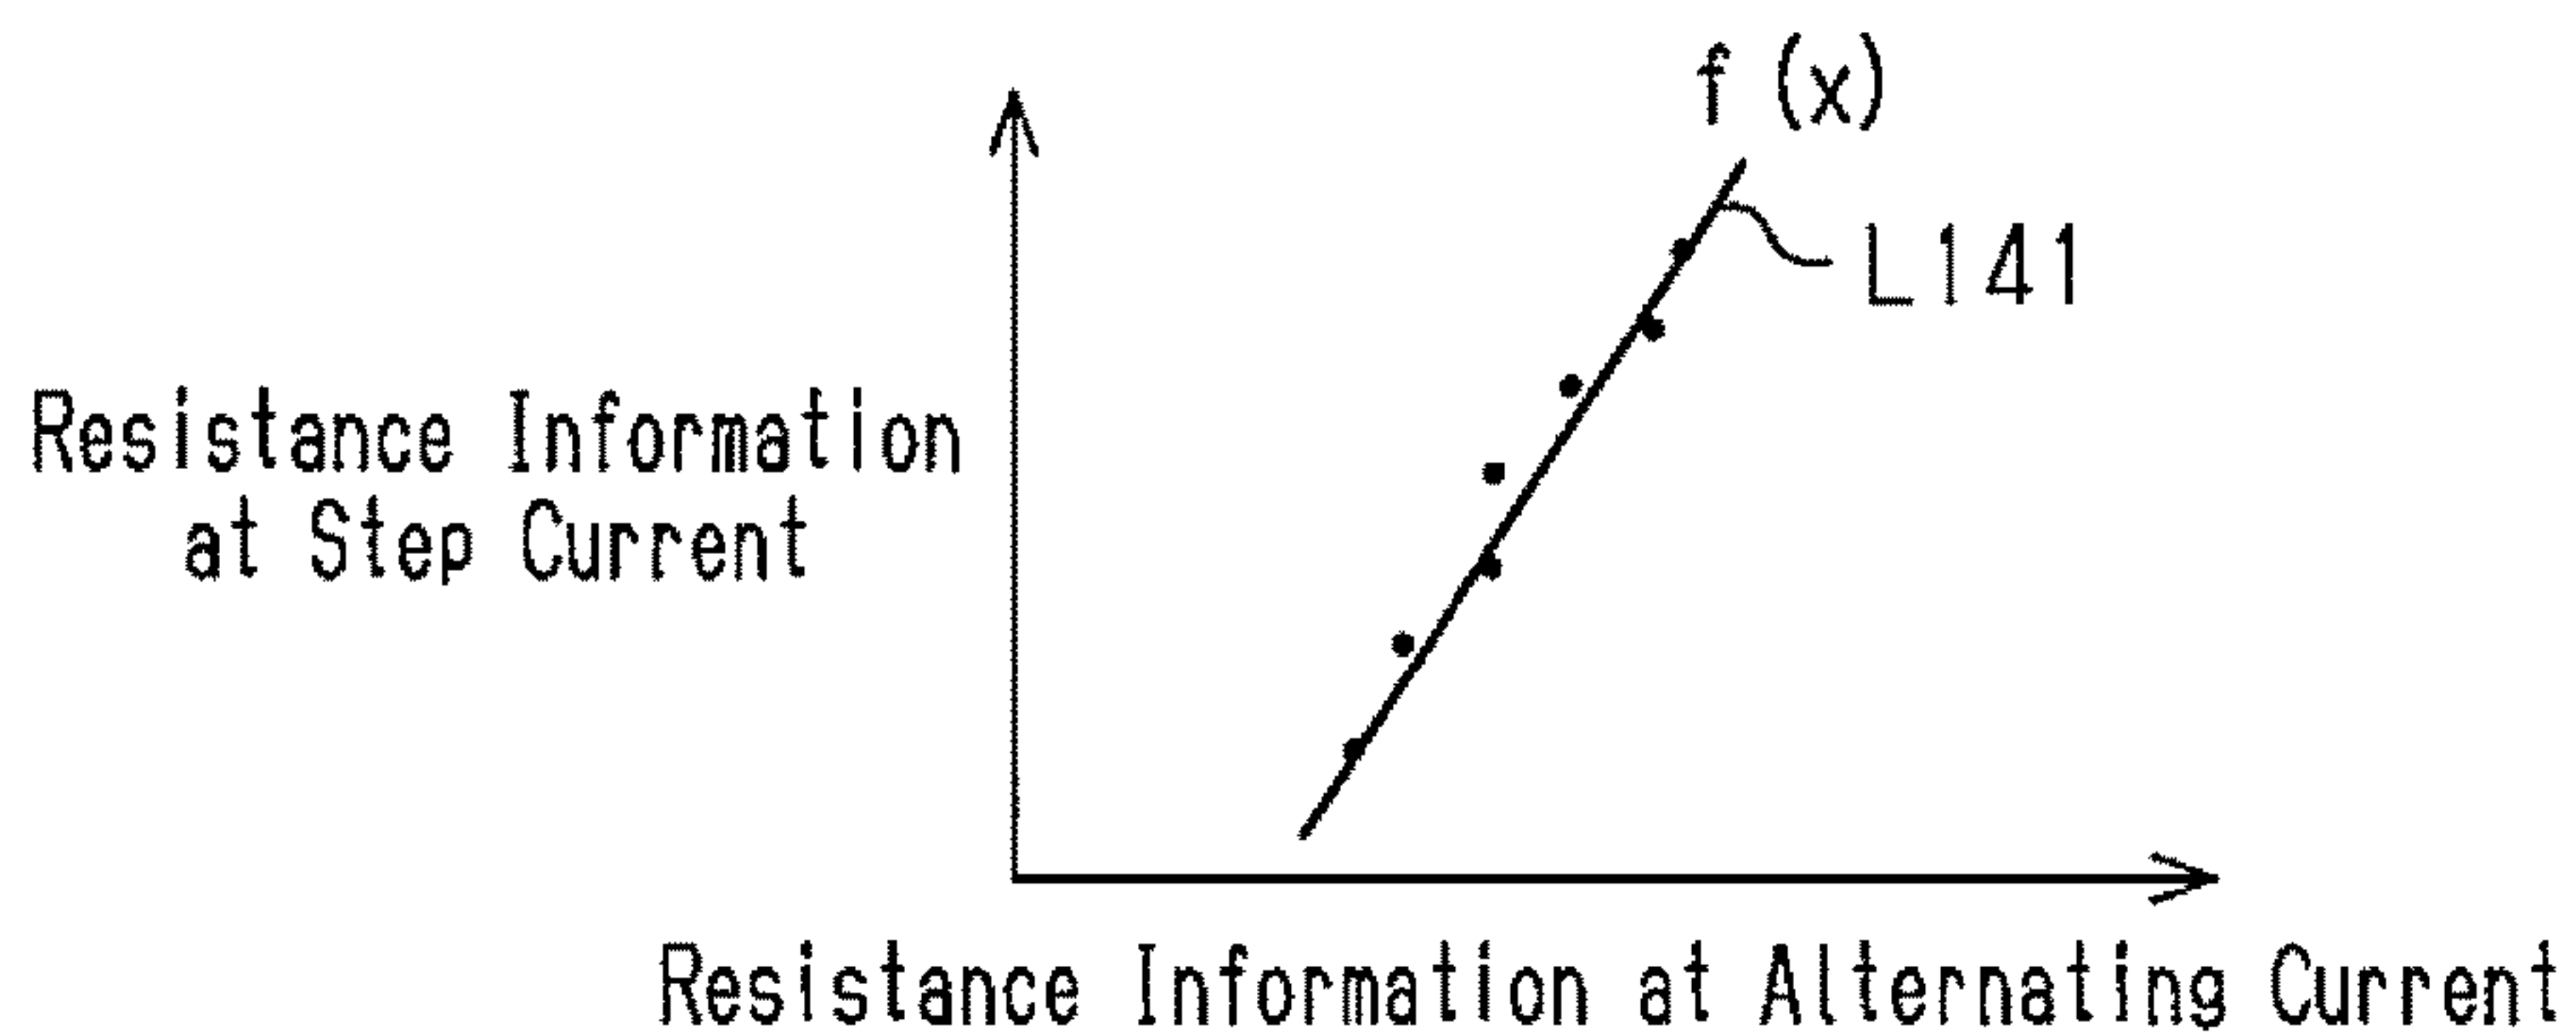 f (x)
L141
Resistance Information
at Step Current
Resistance Information at Alternating Current